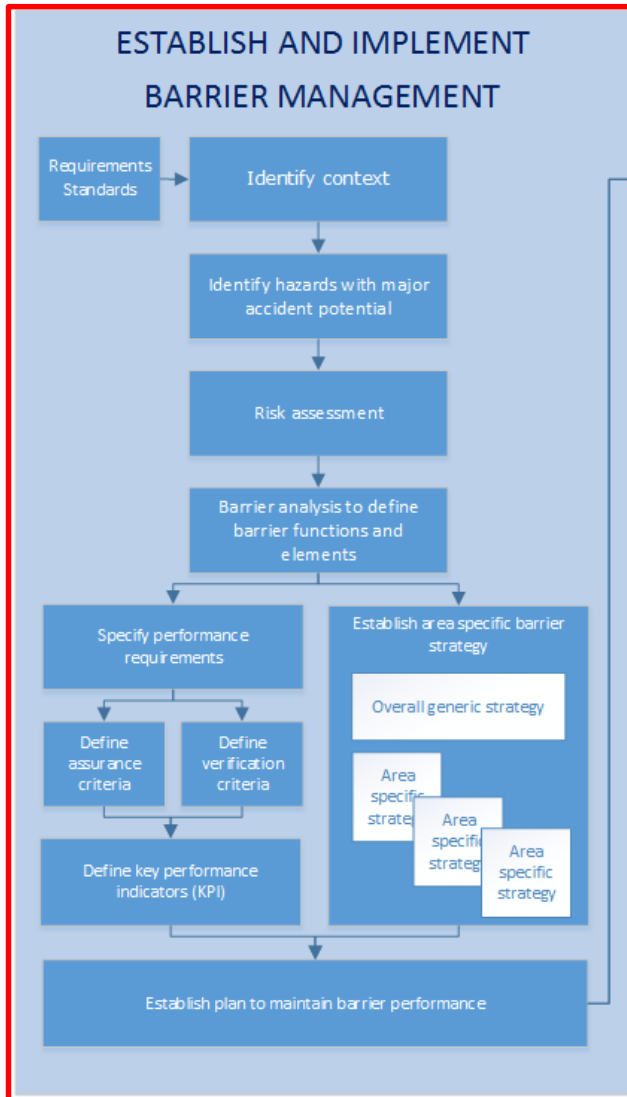 ESTABLISH AND IMPLEMENT
BARRIER MANAGEMENT
Requirements
Standards
Identify context
Identify hazards with major
accident potential
Risk assessment
Barrier analysis to define
barrier functions and
elements
Specify performance
requirements
Define
assurance
criteria
Define
verification
criteria
Define key performance
indicators (KPI)
Establish area specific barrier
strategy
Overall generic strategy
Area
specific
strategy
Area
specific
strategy
Area
specific
strategy
Establish plan to maintain barrier performance